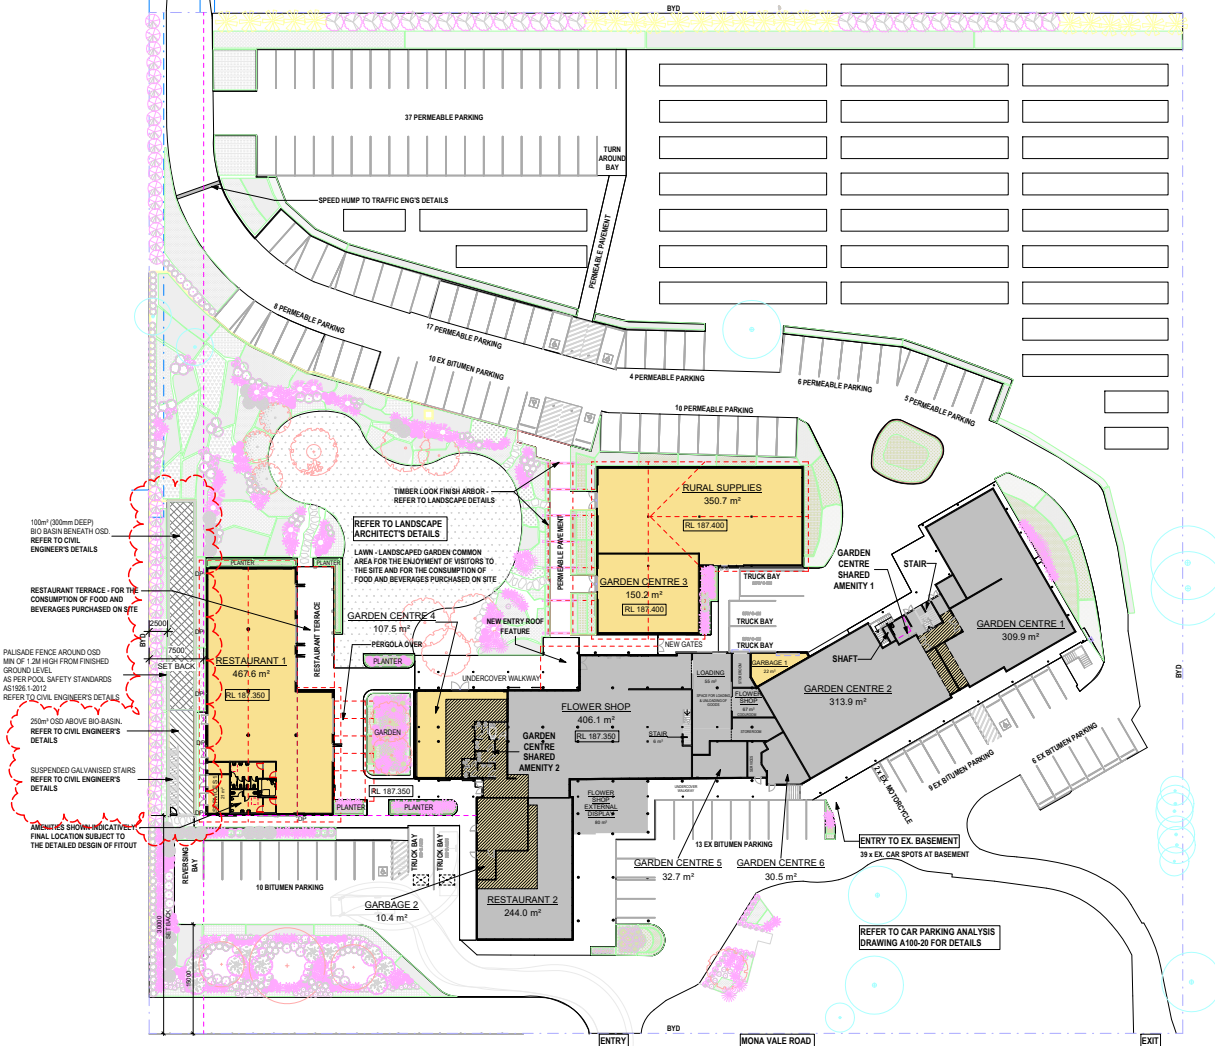 BYD
37 PERMEABLE PARKING
TURN
AROUND
BAY
SPEED HUMP TO TRAFFIC ENG'S DETAILS
PERMEABLE PAVEMENT
8 PERMEABLE PARKING
17 PERMEABLE PARKING
10 EX BITUMEN PARKING
4 PERMEABLE PARKING
6 PERMEABLE PARKING
5 PERMEABLE PARKING
10 PERMEABLE PARKING
TIMBER LOOK FINISH ARBOR -
REFER TO LANDSCAPE DETAILS
RURAL SUPPLIES
350.7 m²
RL 187.400
REFER TO LANDSCAPE
ARCHITECT'S DETAILS
LAWN - LANDSCAPED GARDEN COMMON
AREA FOR THE ENJOYMENT OF VISITORS TO
THE SITE AND FOR THE CONSUMPTION OF
FOOD AND BEVERAGES PURCHASED ON SITE
PERMEABLE PAVEMENT
100m³ (300mm DEEP)
BIO BASIN BENEATH OSD.
REFER TO CIVIL
ENGINEER'S DETAILS
PLANTER
PLANTER
RESTAURANT TERRACE - FOR THE
CONSUMPTION OF FOOD AND
BEVERAGES PURCHASED ON SITE
RESTAURANT TERRACE
GARDEN CENTRE 3
150.2 m²
RL 187.400
GARDEN
CENTRE
SHARED
AMENITY 1
STAIR
TRUCK BAY
TRUCK BAY
TRUCK BAY
GARDEN CENTRE 4
107.5 m²
NEW ENTRY ROOF
FEATURE
NEW GATES
PERGOLA OVER
PLANTER
UNDERCOVER WALKWAY
GARDEN CENTRE 1
309.9 m²
2500
BYD
7500
SET BACK
PALISADE FENCE AROUND OSD
MIN OF 1.2M HIGH FROM FINISHED
GROUND LEVEL
AS PER POOL SAFETY STANDARDS
AS1926.1-2012
REFER TO CIVIL ENGINEER'S DETAILS
RESTAURANT 1
467.6 m²
RL 187.350
LOADING
55 m²
GARBAGE 1
22 m²
SHAFT
BYD
GARDEN CENTRE 2
313.9 m²
FLOWER
SHOP
67 m²
STOREROOM
FLOWER SHOP
406.1 m²
RL 187.350
STAIR
250m³ OSD ABOVE BIO-BASIN.
REFER TO CIVIL ENGINEER'S
DETAILS
GARDEN
GARDEN
CENTRE
SHARED
AMENITY 2
SUSPENDED GALVANISED STAIRS
REFER TO CIVIL ENGINEER'S
DETAILS
RL 187.350
PLANTER
PLANTER
FLOWER
SHOP
EXTERNAL
DISPLAY
80 m²
UNDERCOVER
WALKWAY
2 x EX. MOTORCYCLE
9 EX BITUMEN PARKING
6 EX BITUMEN PARKING
AMENITIES SHOWN INDICATIVELY.
FINAL LOCATION SUBJECT TO
THE DETAILED DESGIN OF FITOUT
REVERSING
BAY
10 BITUMEN PARKING
TRUCK BAY
TRUCK BAY
13 EX BITUMEN PARKING
ENTRY TO EX. BASEMENT
39 x EX. CAR SPOTS AT BASEMENT
GARDEN CENTRE 5
32.7 m²
GARDEN CENTRE 6
30.5 m²
GARBAGE 2
10.4 m²
RESTAURANT 2
244.0 m²
REFER TO CAR PARKING ANALYSIS
DRAWING A100-20 FOR DETAILS
30000
SET BACK
15000
BYD
ENTRY
MONA VALE ROAD
EXIT